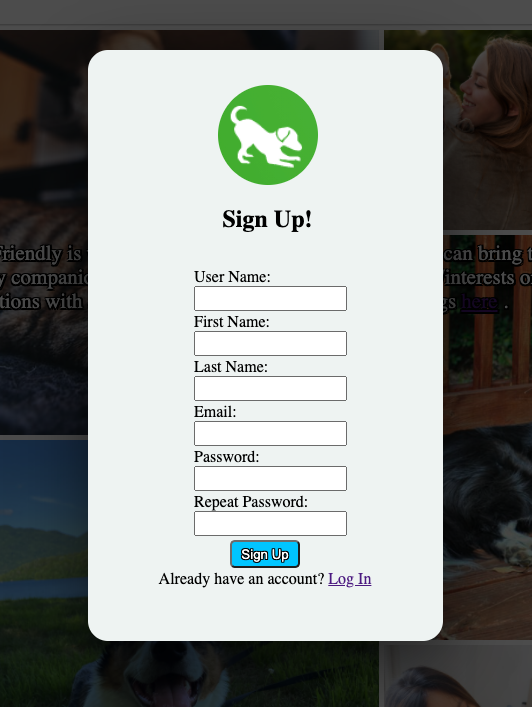 Sign Up!
friendly is
can bring t
y companio
interests o
tions with
gs here .
User Name:
First Name:
Last Name:
Email:
Password:
Repeat Password:
Sign Up
Already have an account? Log In